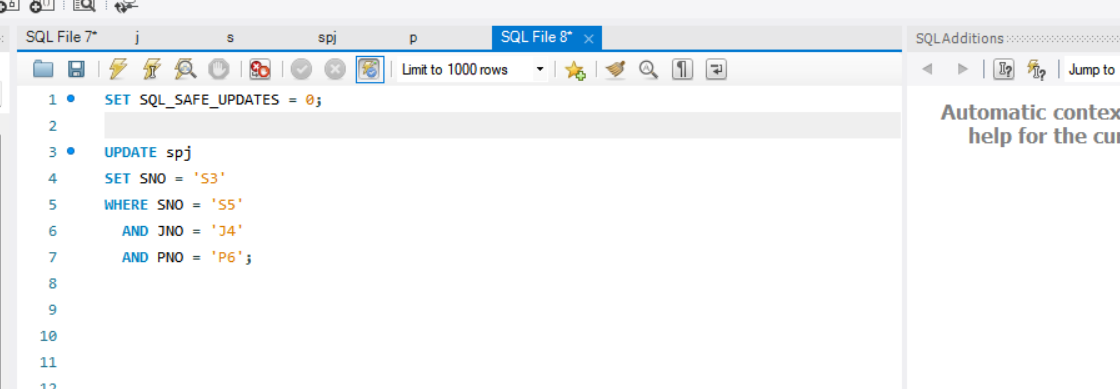 SQL File 7* j s spj p SQL File 8* ×
SQLAdditions
Limit to 1000 rows
Jump to
1 SET SQL_SAFE_UPDATES = 0;
2
3 UPDATE spj
4 SET SNO = 'S3'
5 WHERE SNO = 'S5'
6 AND JNO = 'J4'
7 AND PNO = 'P6';
8
9
10
11
12
Automatic contex
help for the cur